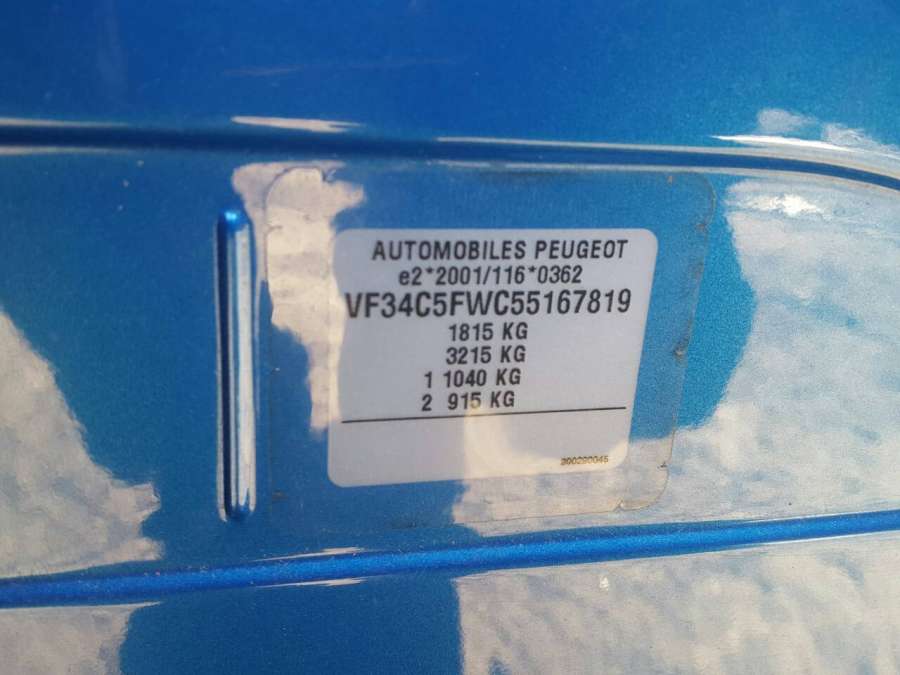 AUTOMOBILES PEUGEOT
e2*2001/116*0362
VF34C5FWC55167819
1815 KG
3215 KG
1 1040 KG
2 915 KG